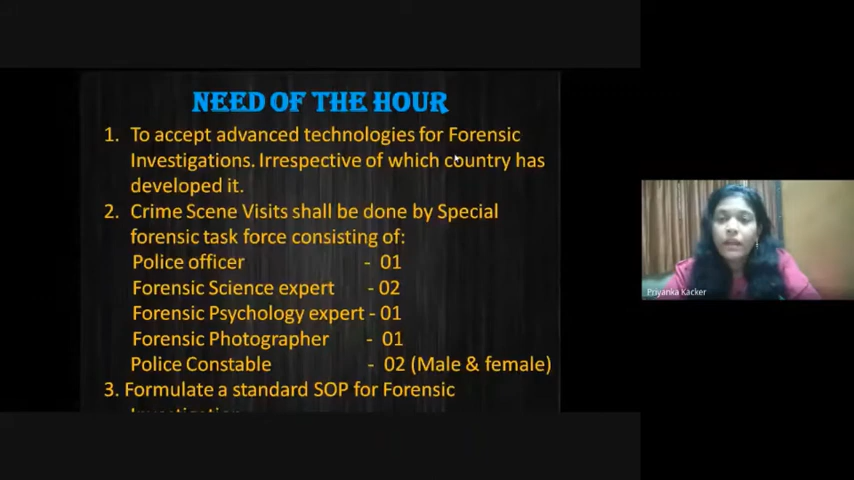 NEED OF THE HOUR
1. To accept advanced technologies for Forensic
Investigations. Irrespective of which country has
developed it.
2. Crime Scene Visits shall be done by Special
forensic task force consisting of:
Police officer - 01
Forensic Science expert - 02
Forensic Psychology expert - 01
Forensic Photographer - 01
Police Constable - 02 (Male & female)
3. Formulate a standard SOP for Forensic
Priyanka Kacker